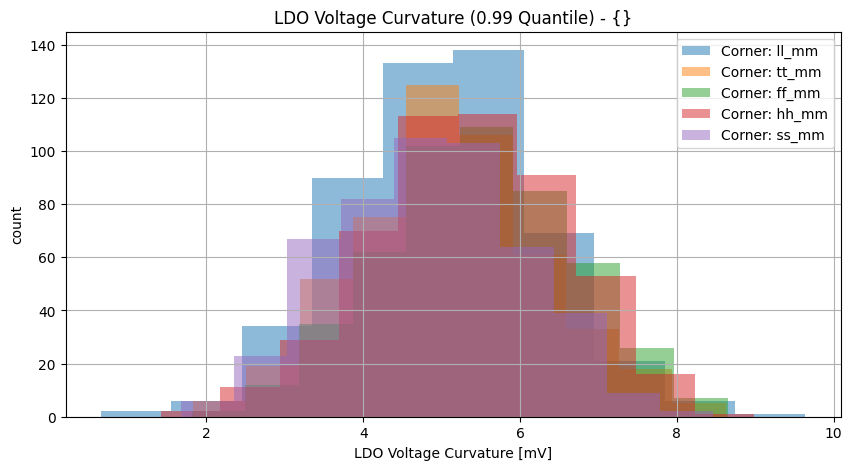 LDO Voltage Curvature (0.99 Quantile) - {}
140
120
100
80
60
40
20
0
count
Corner: ll_mm
Corner: tt_mm
Corner: ff_mm
Corner: hh_mm
Corner: ss_mm
2
4
6
8
10
LDO Voltage Curvature [mV]